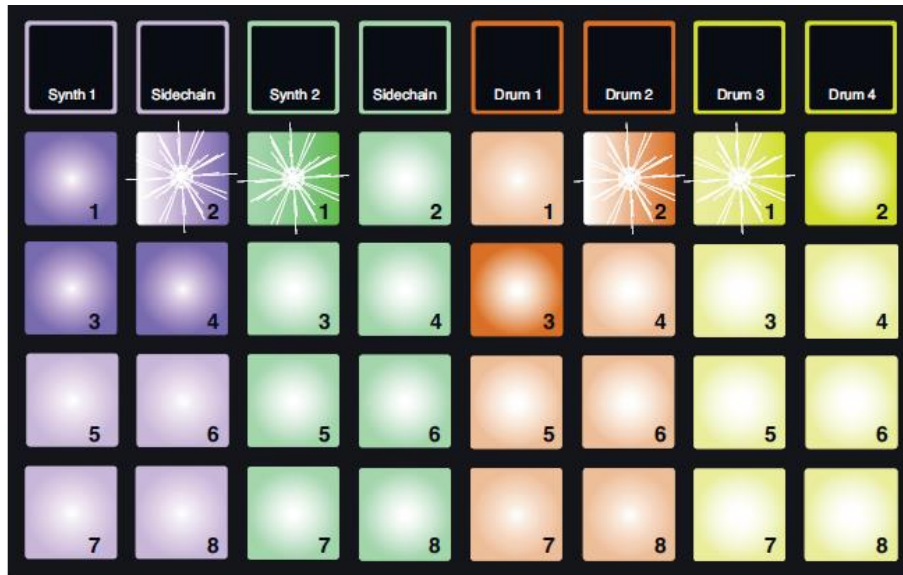 Synth 1 Sidechain Synth 2 Sidechain Drum 1 Drum 2 Drum 3 Drum 4
1 2 1 2 1 2 1 2
3 4 3 4 3 4 3 4
5 6 5 6 5 6 5 6
7 8 7 8 7 8 7 8